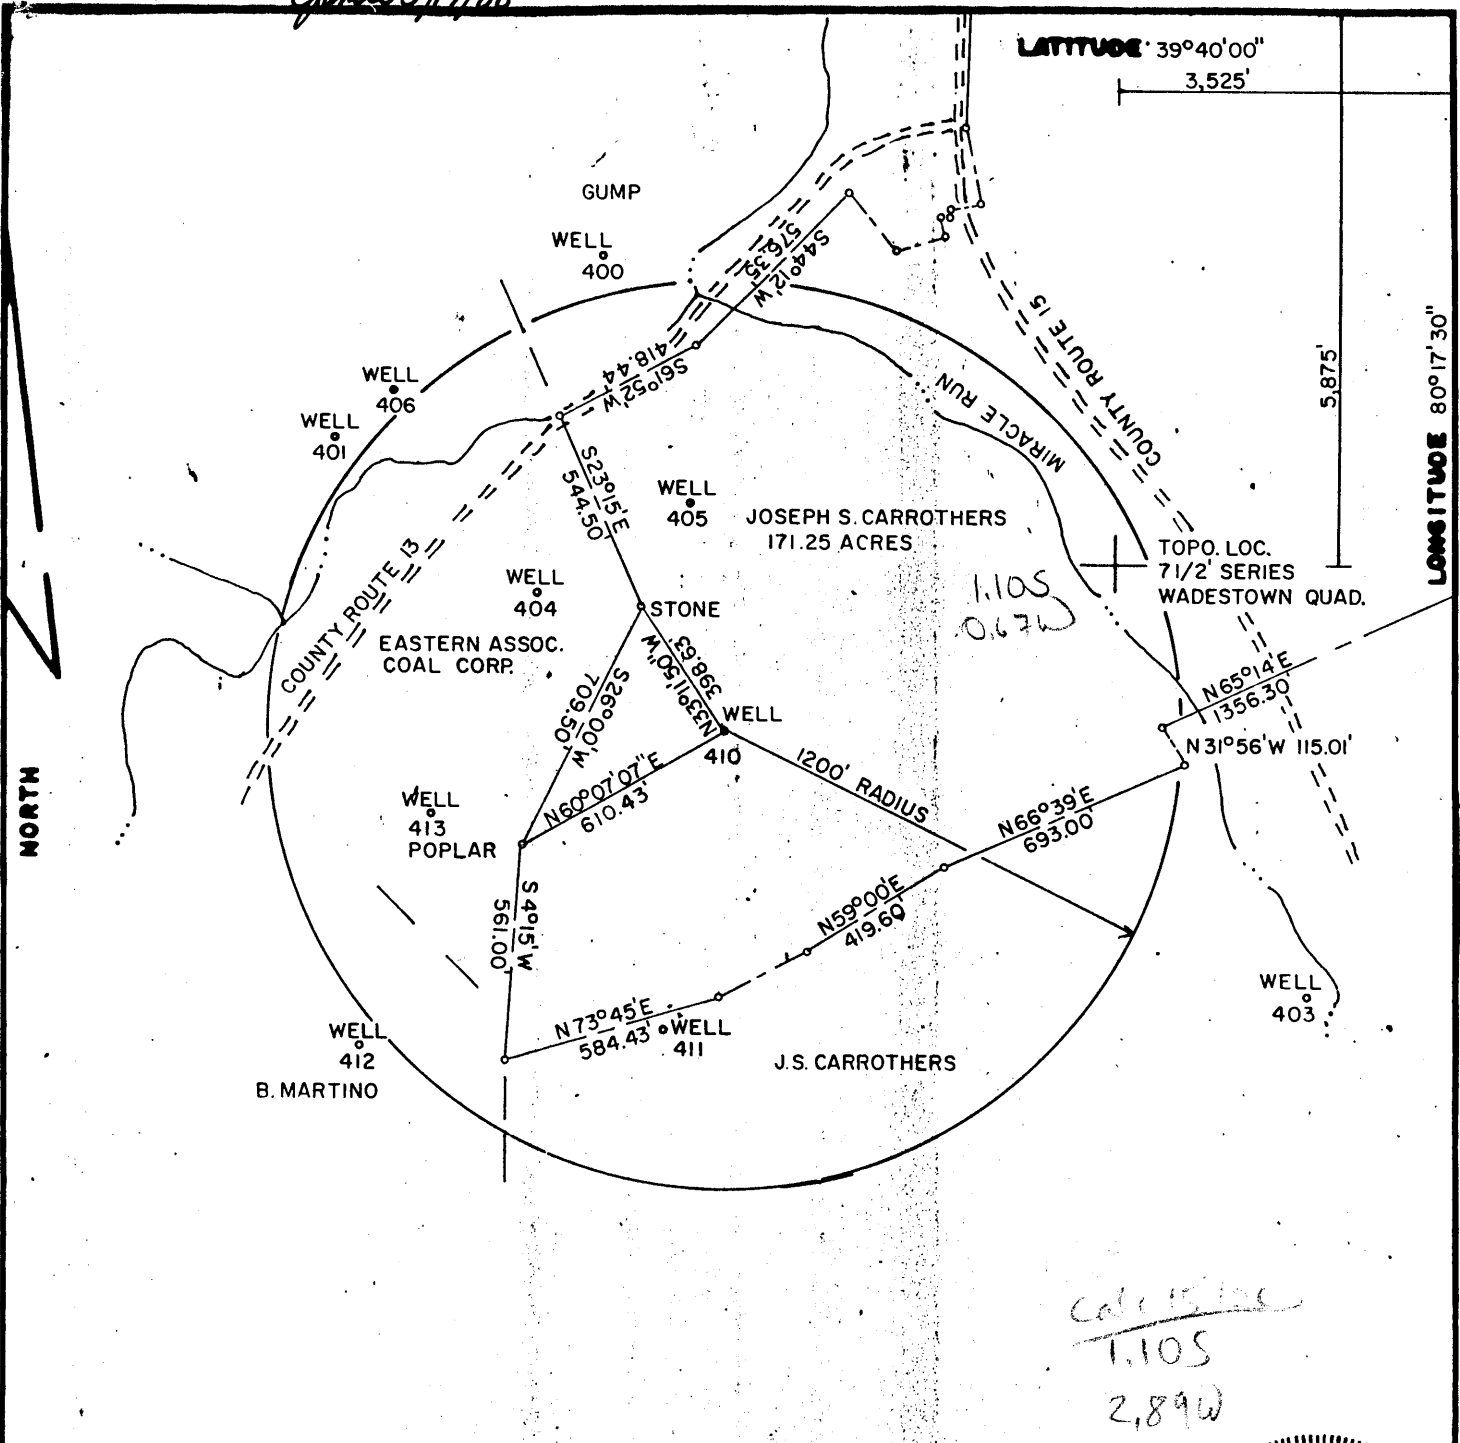 LATITUDE 39°40'00"
3,525'
GUMP
WELL
400
S44°12'W
576.35'
COUNTY ROUTE 15
5,875'
LONGITUDE 80°17'30"
WELL
406
WELL
401
S61°52'W
418.44'
MIRACLE RUN
S23°15'E
544.50'
WELL
405
JOSEPH S. CARROTHERS
171.25 ACRES
TOPO. LOC.
7 1/2' SERIES
WADESTOWN QUAD.
WELL
404
1.10S
0.67W
STONE
COUNTY ROUTE 13
EASTERN ASSOC.
COAL CORP.
N33°11'50"W
398.63'
S26°00'W
709.50'
N65°14'E
1356.30'
WELL
410
N31°56'W 115.01'
1200' RADIUS
NORTH
WELL
413
POPLAR
N60°07'07"E
610.43'
N66°39'E
693.00'
S4°15'W
561.00'
N59°00'E
419.60'
WELL
403
N73°45'E
584.43'
WELL
411
WELL
412
J.S. CARROTHERS
B. MARTINO
1.10S
2,89W